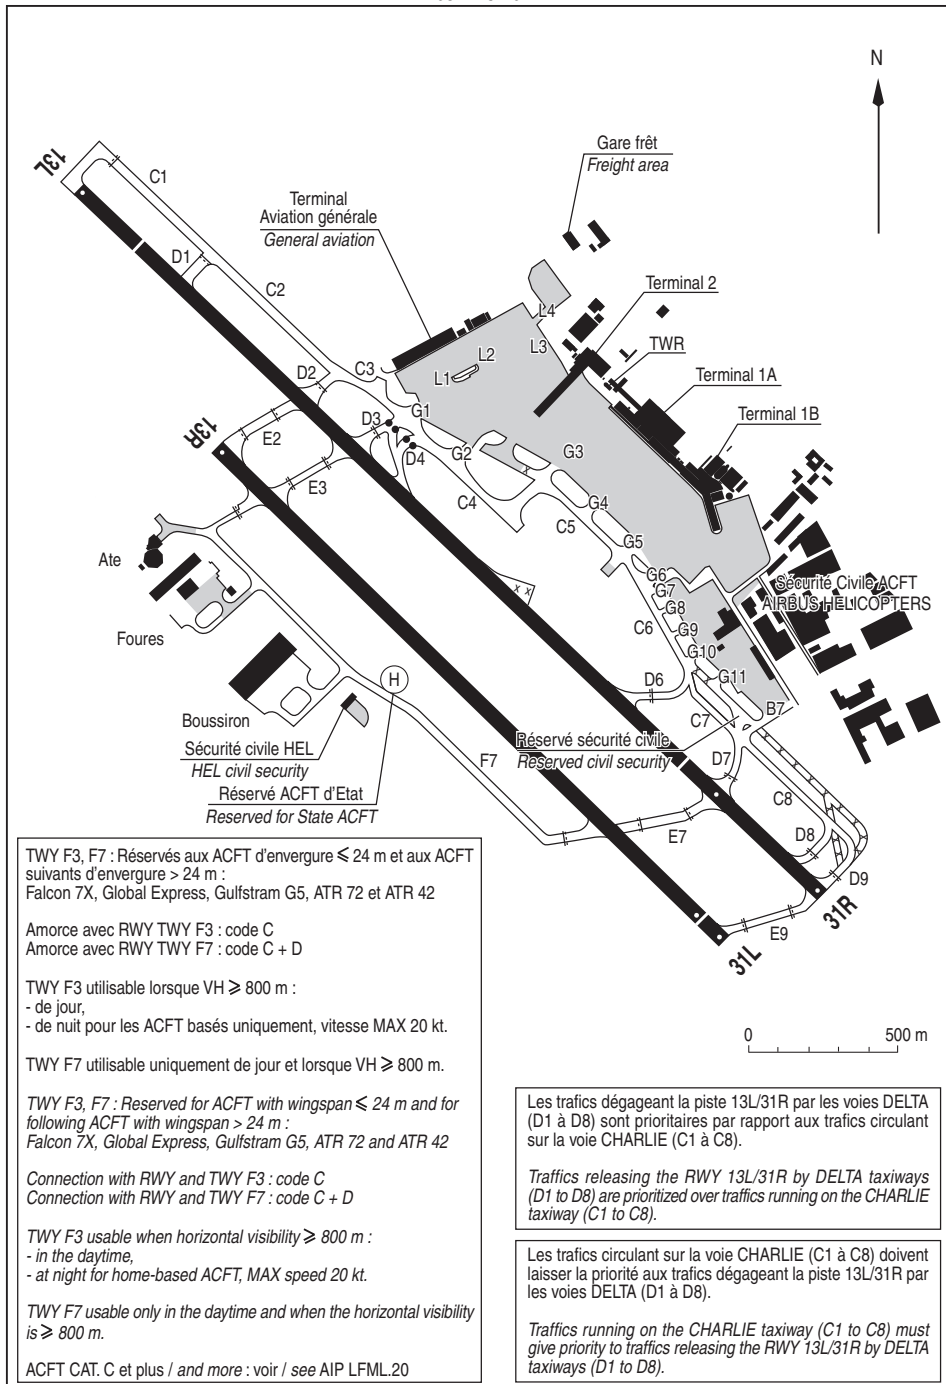 N
Gare frêt
Freight area
13L
C1
Terminal
Aviation générale
General aviation
D1
C2
Terminal 2
L4
L3
TWR
L2
L1
Terminal 1A
C3
D2
Terminal 1B
G1
13R
E2
D3
D4
G2
G3
E3
C4
G4
C5
G5
Ate
G6
G7
Sécurité Civile ACFT
AIRBUS HELICOPTERS
G8
C6
G9
Foures
G10
H
D6
G11
B7
C7
Boussiron
Réservé sécurité civile
Reserved civil security
Sécurité civile HEL
HEL civil security
F7
D7
Réservé ACFT d'Etat
Reserved for State ACFT
C8
E7
D8
D9
31R
E9
31L
0 500 m
TWY F3, F7 : Réservés aux ACFT d'envergure ⩽ 24 m et aux ACFT
suivants d'envergure > 24 m :
Falcon 7X, Global Express, Gulfstram G5, ATR 72 et ATR 42
Amorce avec RWY TWY F3 : code C
Amorce avec RWY TWY F7 : code C + D
TWY F3 utilisable lorsque VH ⩾ 800 m :
- de jour,
- de nuit pour les ACFT basés uniquement, vitesse MAX 20 kt.
TWY F7 utilisable uniquement de jour et lorsque VH ⩾ 800 m.
TWY F3, F7 : Reserved for ACFT with wingspan ⩽ 24 m and for
following ACFT with wingspan > 24 m :
Falcon 7X, Global Express, Gulfstram G5, ATR 72 and ATR 42
Connection with RWY and TWY F3 : code C
Connection with RWY and TWY F7 : code C + D
TWY F3 usable when horizontal visibility ⩾ 800 m :
- in the daytime,
- at night for home-based ACFT, MAX speed 20 kt.
TWY F7 usable only in the daytime and when the horizontal visibility
is ⩾ 800 m.
ACFT CAT. C et plus / and more : voir / see AIP LFML.20
Les trafics dégageant la piste 13L/31R par les voies DELTA
(D1 à D8) sont prioritaires par rapport aux trafics circulant
sur la voie CHARLIE (C1 à C8).
Traffics releasing the RWY 13L/31R by DELTA taxiways
(D1 to D8) are prioritized over traffics running on the CHARLIE
taxiway (C1 to C8).
Les trafics circulant sur la voie CHARLIE (C1 à C8) doivent
laisser la priorité aux trafics dégageant la piste 13L/31R par
les voies DELTA (D1 à D8).
Traffics running on the CHARLIE taxiway (C1 to C8) must
give priority to traffics releasing the RWY 13L/31R by DELTA
taxiways (D1 to D8).